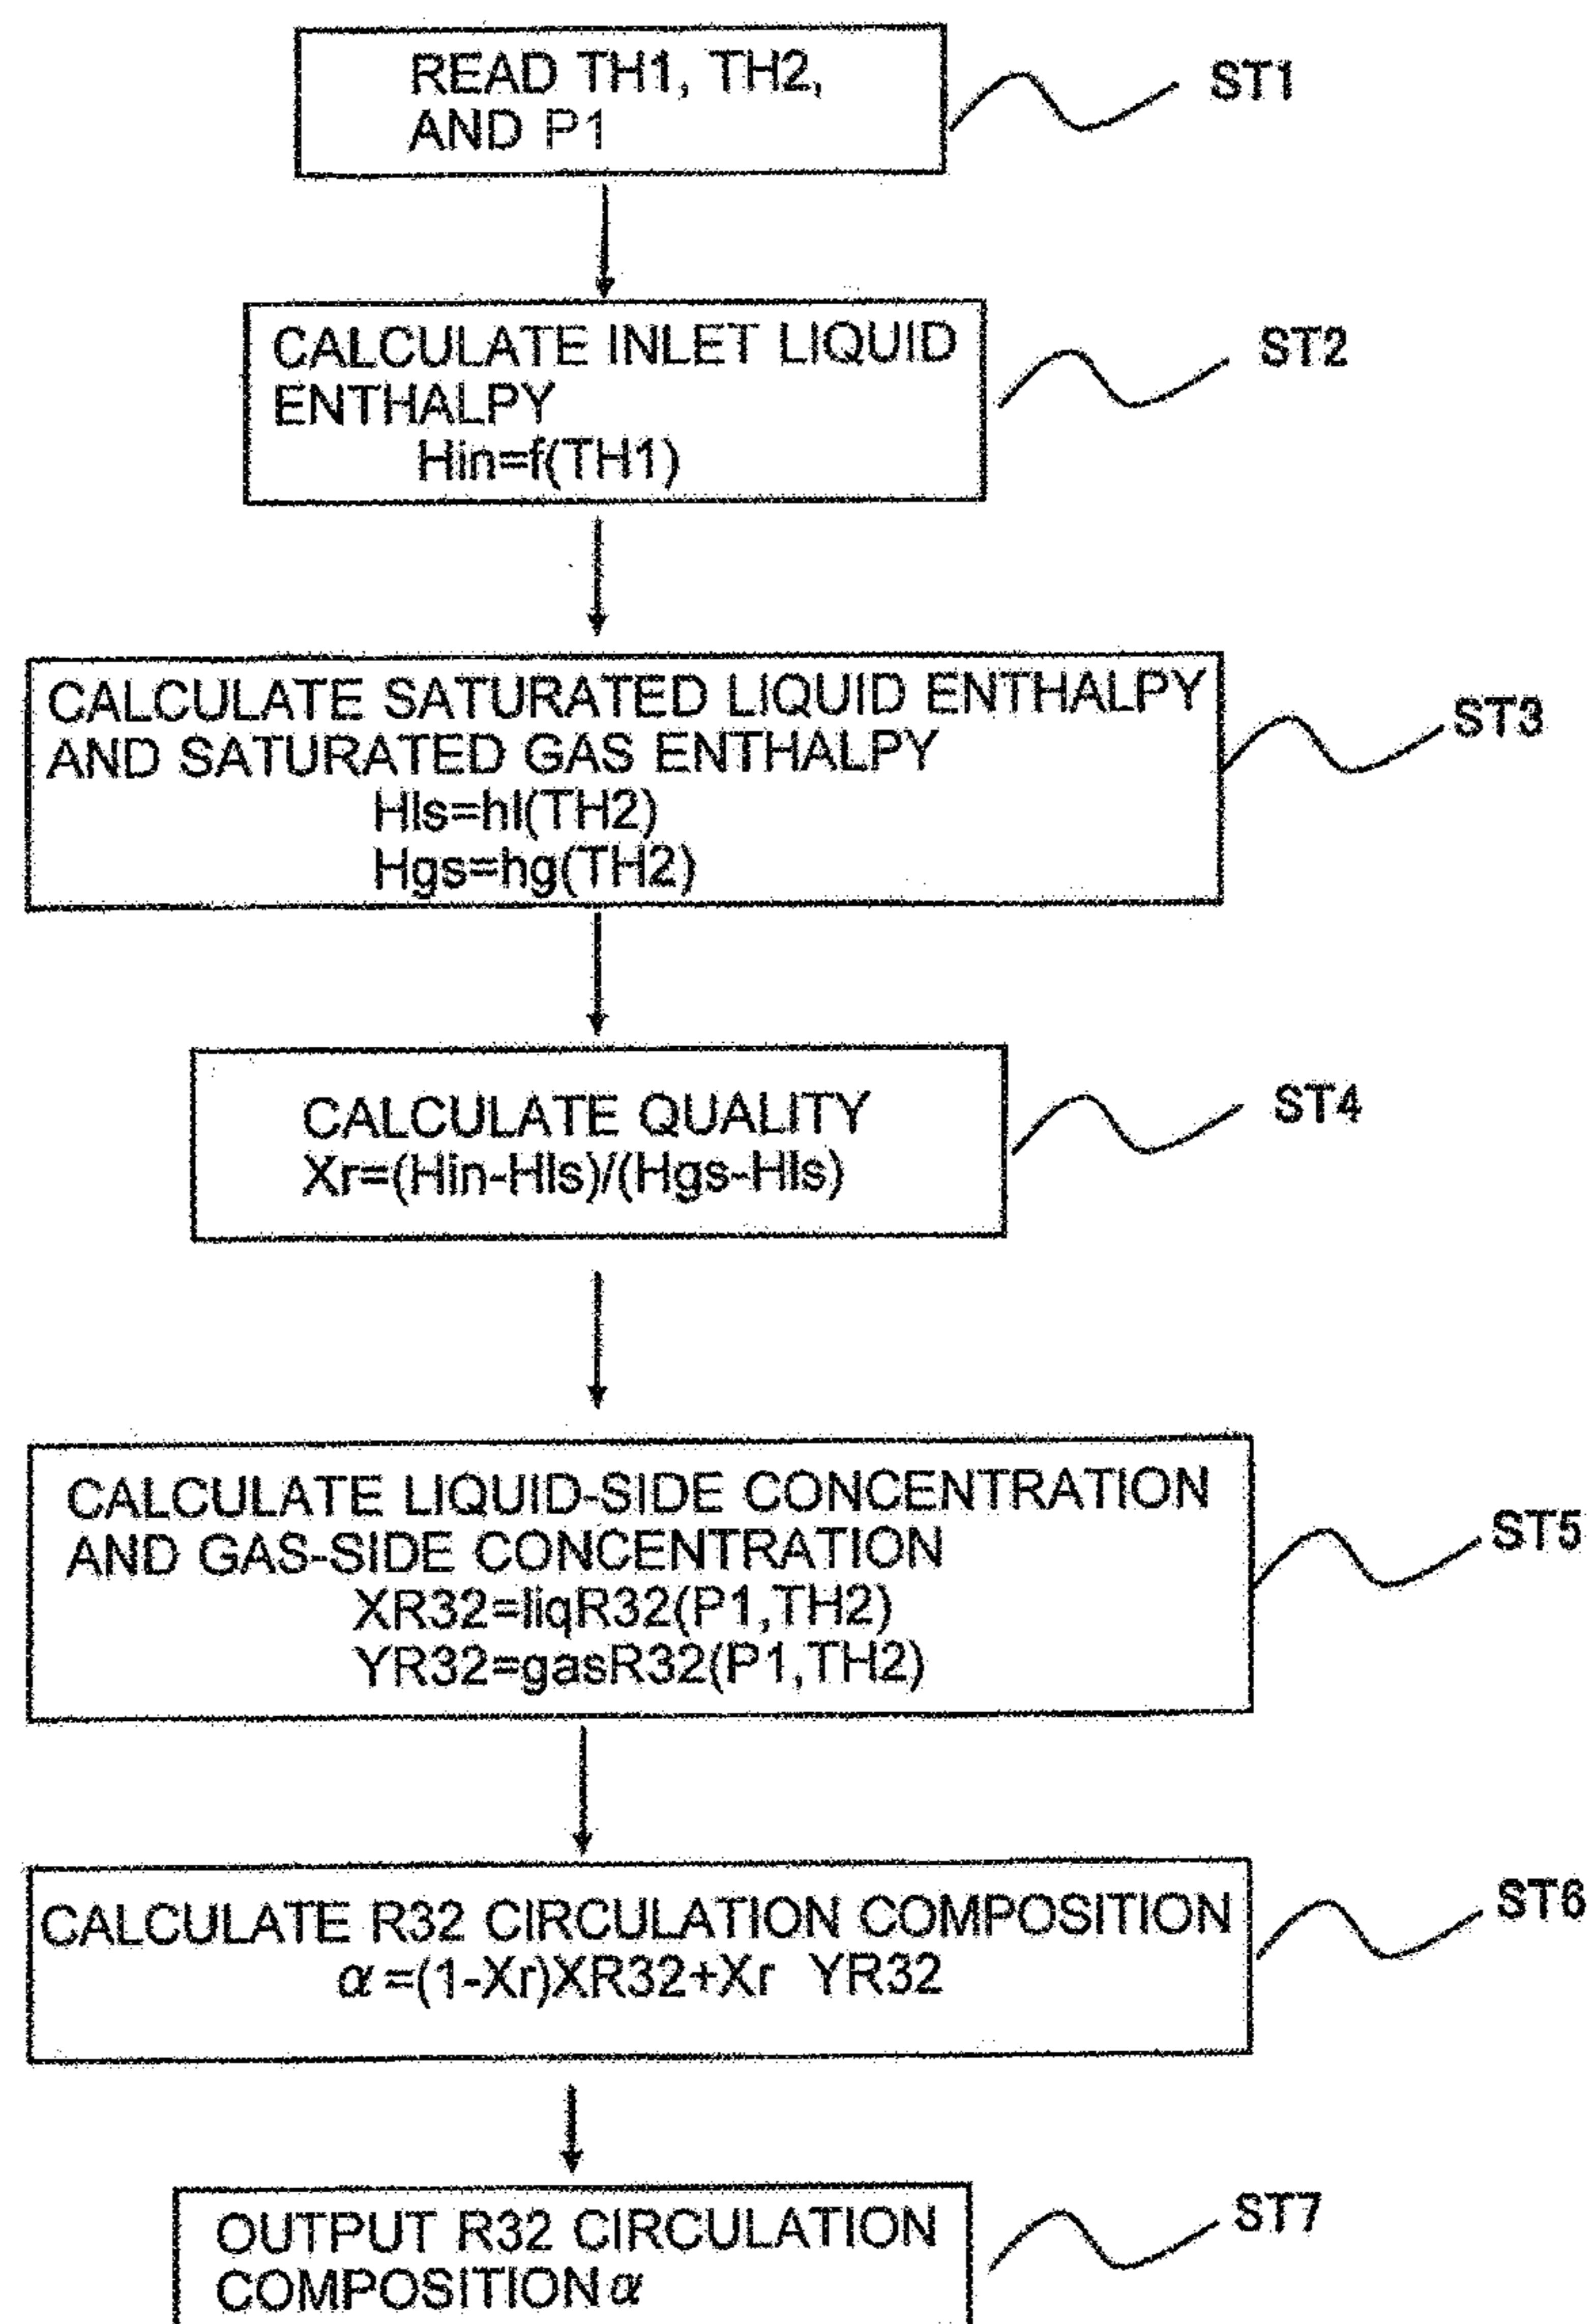 READ TH1, TH2,
AND P1
ST1
CALCULATE INLET LIQUID
ENTHALPY
Hin=f(TH1)
ST2
CALCULATE SATURATED LIQUID ENTHALPY
AND SATURATED GAS ENTHALPY
Hls=hl(TH2)
Hgs=hg(TH2)
ST3
CALCULATE QUALITY
Xr=(Hin-Hls)/(Hgs-Hls)
ST4
CALCULATE LIQUID-SIDE CONCENTRATION
AND GAS-SIDE CONCENTRATION
XR32=liqR32(P1,TH2)
YR32=gasR32(P1,TH2)
ST5
CALCULATE R32 CIRCULATION COMPOSITION
α=(1-Xr)XR32+Xr YR32
ST6
OUTPUT R32 CIRCULATION
COMPOSITION α
ST7